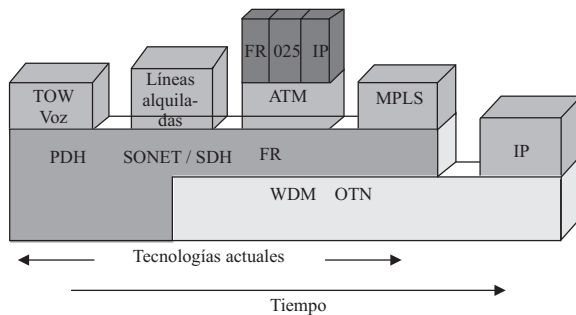 FR 025 IP
TOW
Voz
Líneas
alquila-
das
ATM
MPLS
IP
PDH SONET / SDH FR
WDM OTN
Tecnologías actuales
Tiempo